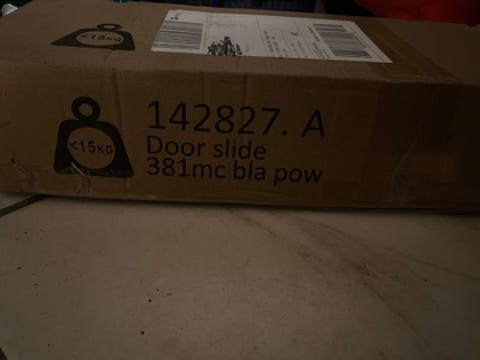 <15KG
142827. A
<15KG
Door slide
381mc bla pow